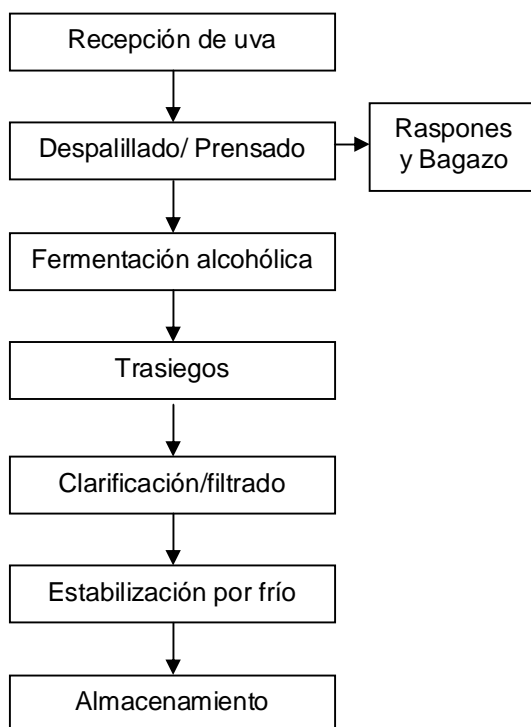 Recepción de uva
Despalillado/ Prensado
Raspones
y Bagazo
Fermentación alcohólica
Trasiegos
Clarificación/filtrado
Estabilización por frío
Almacenamiento